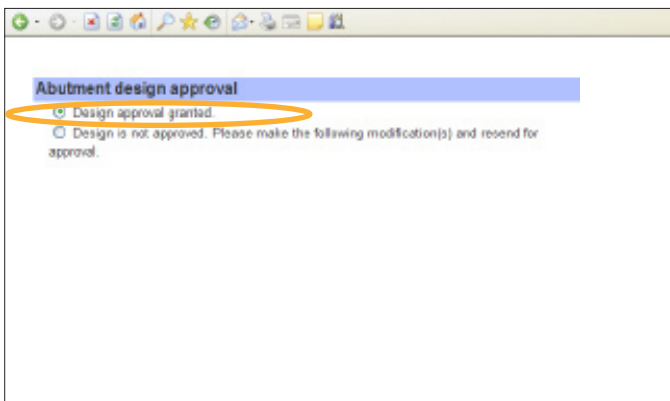 Abutment design approval
Design approval granted.
Design is not approved. Please make the following modification(s) and resend for
approval.